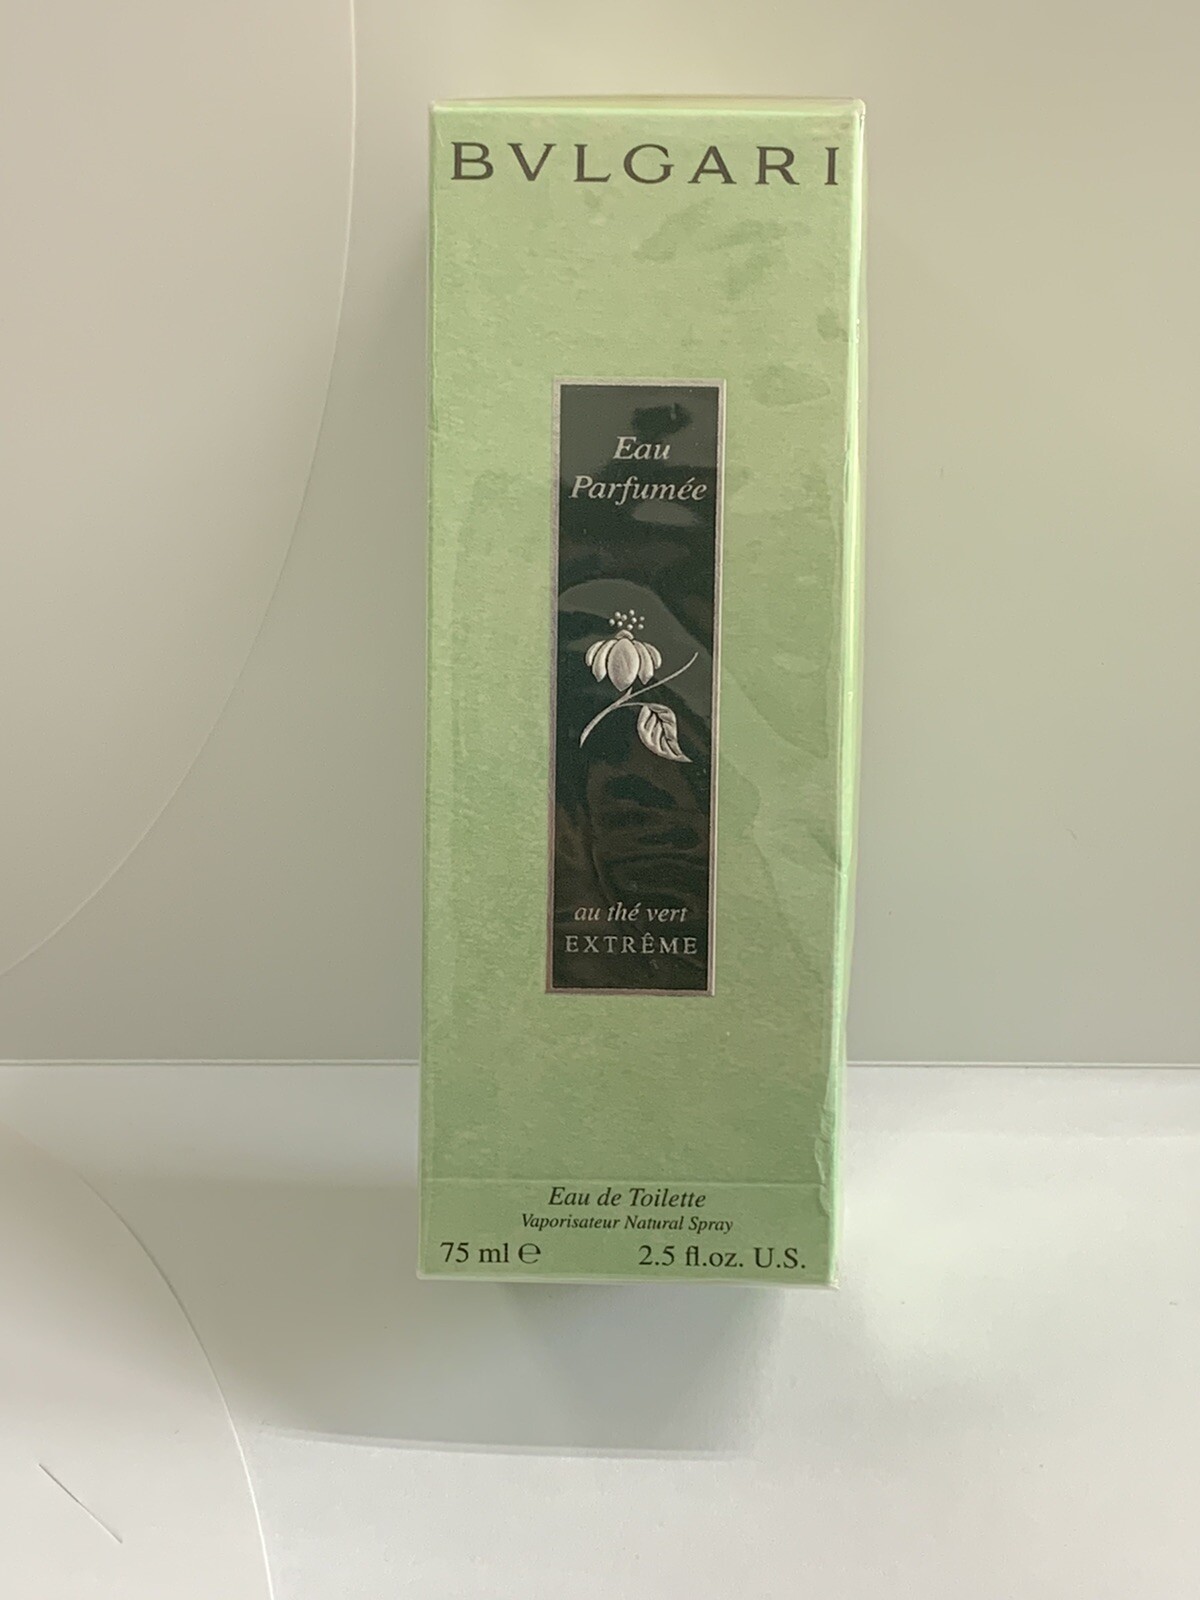 BVLGARI
Eau
Parfumée
au thé vert
EXTRÊME
Eau de Toilette
Vaporisateur Natural Spray
75 ml ℮ 2.5 fl.oz. U.S.